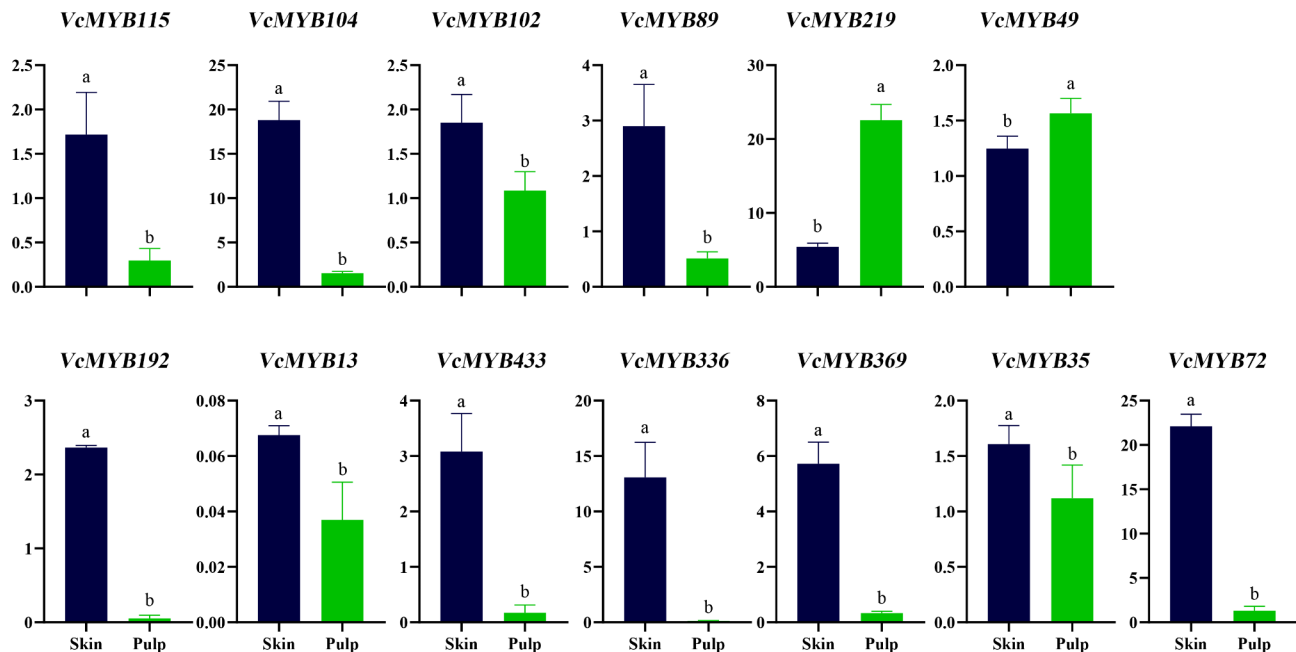 VcMYB115 VcMYB104 VcMYB102 VcMYB89 VcMYB219 VcMYB49
2.5 2.0 1.5 1.0 0.5 0.0 a b
25 20 15 10 5 0 a b
2.5 2.0 1.5 1.0 0.5 0.0 a b
4 3 2 1 0 a b
30 20 10 0 b a
2.0 1.5 1.0 0.5 0.0 b a
VcMYB192 VcMYB13 VcMYB433 VcMYB336 VcMYB369 VcMYB35 VcMYB72
3 2 1 0 a b
0.08 0.06 0.04 0.02 0.00 a b
4 3 2 1 0 a b
20 15 10 5 0 a b
8 6 4 2 0 a b
2.0 1.5 1.0 0.5 0.0 a b
25 20 15 10 5 0 a b
Skin Pulp Skin Pulp Skin Pulp Skin Pulp Skin Pulp Skin Pulp Skin Pulp